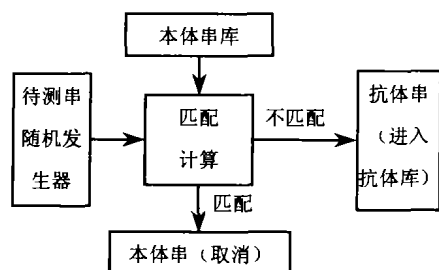 本体串库
待测串
随机发
生器
匹配
计算
不匹配
抗体串
（进入
抗体库）
匹配
本体串（取消）